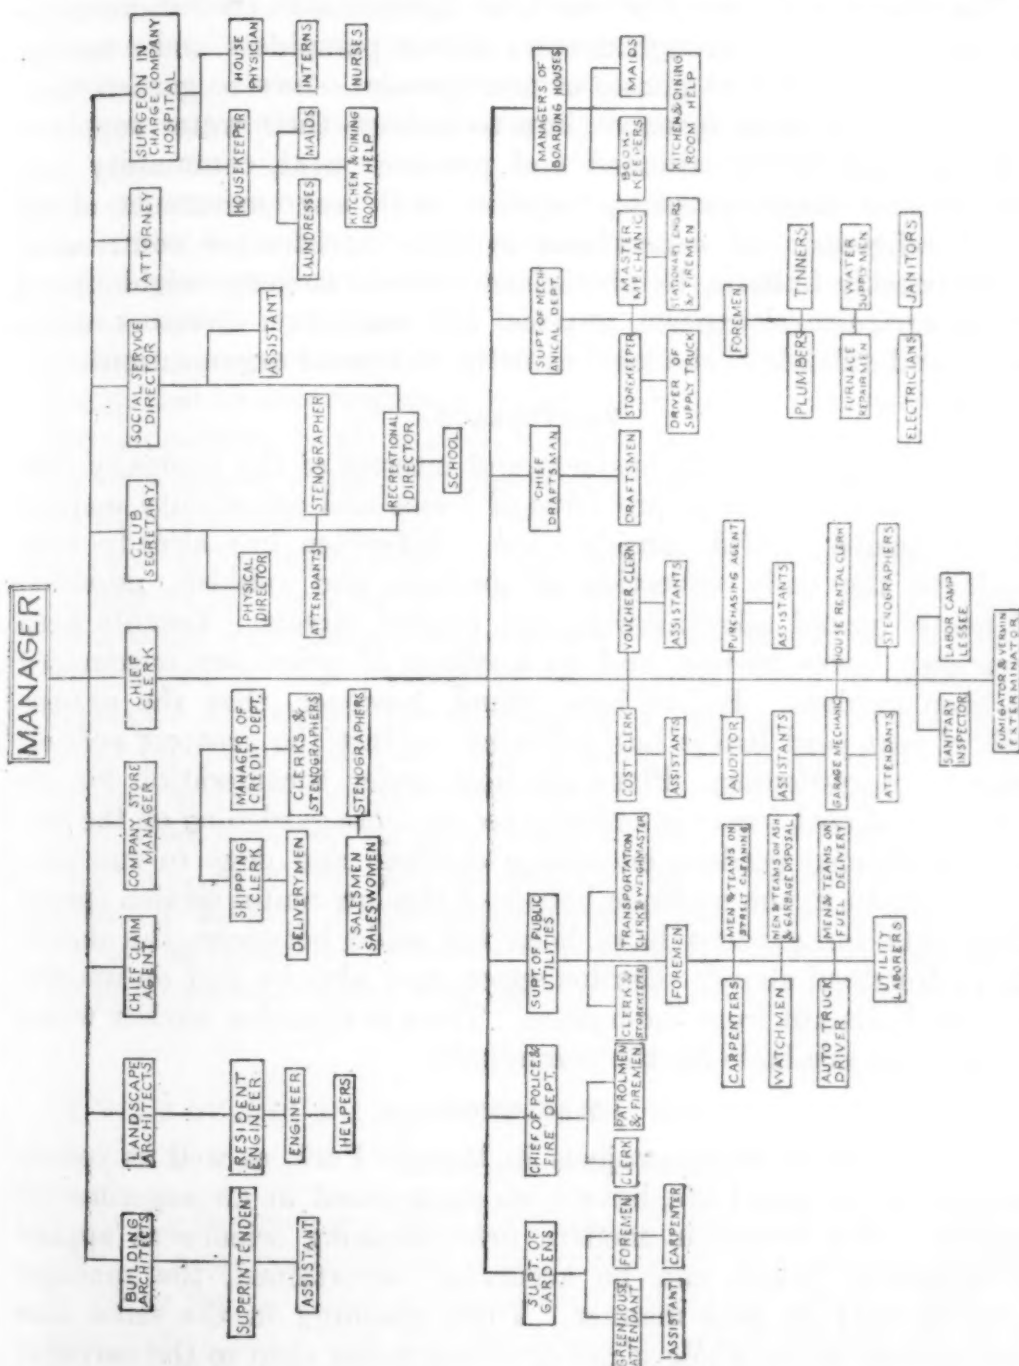 MANAGER
BUILDING
ARCHITECTS
LANDSCAPE
ARCHITECTS
CHIEF CLAIM
AGENT
COMPANY STORE
MANAGER
CHIEF
CLERK
CLUB
SECRETARY
SOCIAL SERVICE
DIRECTOR
ATTORNEY
SURGEON IN
CHARGE COMPANY
HOSPITAL
SUPERINTENDENT
ASSISTANT
RESIDENT
ENGINEER
ENGINEER
HELPERS
SHIPPING
CLERK
MANAGER OF
CREDIT DEPT.
DELIVERYMEN
CLERKS &
STENOGRAPHERS
SALESMEN
SALESWOMEN
STENOGRAPHERS
PHYSICAL
DIRECTOR
ATTENDANTS
STENOGRAPHER
RECREATIONAL
DIRECTOR
SCHOOL
ASSISTANT
HOUSEKEEPER
HOUSE
PHYSICIAN
LAUNDRESSES
MAIDS
INTERNS
KITCHEN & DINING
ROOM HELP
NURSES
SUPT. OF
GARDENS
CHIEF OF POLICE &
FIRE DEPT.
SUPT. OF PUBLIC
UTILITIES
CHIEF
DRAFTSMAN
SUPT OF MECH-
ANICAL DEPT.
MANAGERS OF
BOARDING HOUSES
GREENHOUSE
ATTENDANT
FOREMEN
ASSISTANT
CARPENTER
CLERK
PATROLMEN
& FIREMEN
CLERK &
STOREKEEPER
TRANSPORTATION
CLERK & WEIGHMASTER
FOREMEN
CARPENTERS
MEN & TEAMS ON
STREET CLEANING
WATCHMEN
MEN & TEAMS ON ASH
& GARBAGE DISPOSAL
AUTO TRUCK
DRIVER
MEN & TEAMS ON
FUEL DELIVERY
UTILITY
LABORERS
COST CLERK
VOUCHER CLERK
ASSISTANTS
ASSISTANTS
AUDITOR
PURCHASING AGENT
ASSISTANTS
ASSISTANTS
GARAGE MECHANIC
HOUSE RENTAL CLERK
ATTENDANTS
STENOGRAPHERS
SANITARY
INSPECTOR
LABOR CAMP
LESSEE
FUMIGATOR & VERMIN
EXTERMINATOR
DRAFTSMEN
STOREKEEPER
MASTER
MECHANIC
BOOK-
KEEPERS
DRIVER OF
SUPPLY TRUCK
STATIONARY ENGRS
& FIREMEN
FOREMEN
PLUMBERS
TINNERS
FURNACE
REPAIRMEN
WATER
SUPPLY MEN
ELECTRICIANS
JANITORS
MAIDS
KITCHEN & DINING
ROOM HELP